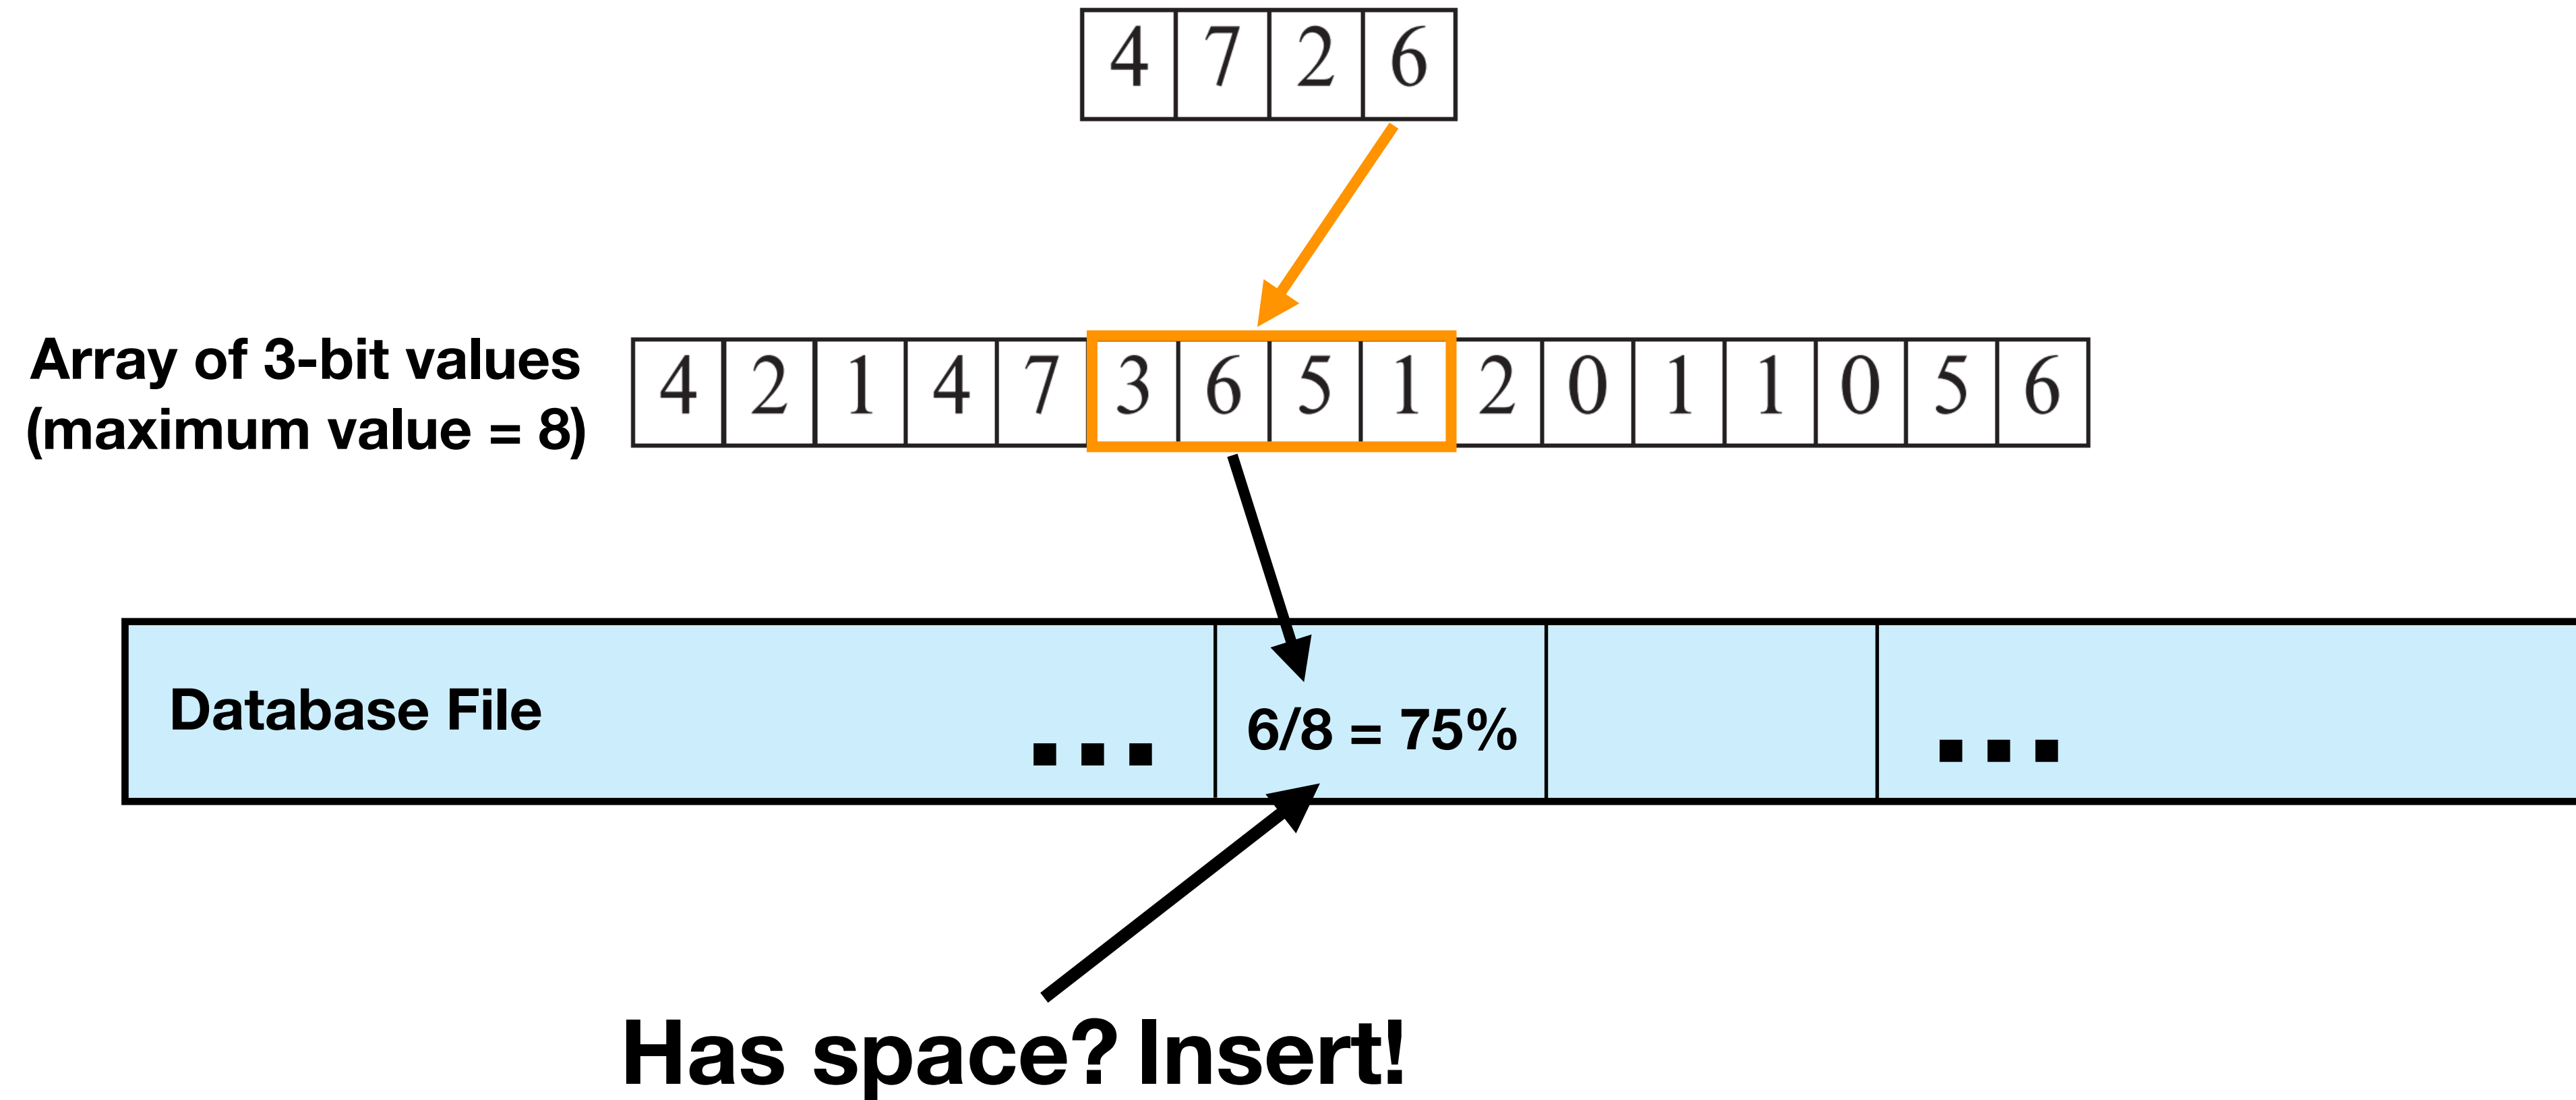 4 7 2 6
Array of 3-bit values
(maximum value = 8)
4 2 1 4 7 3 6 5 1 2 0 1 1 0 5 6
Database File
...
6/8 = 75%
...
Has space? Insert!